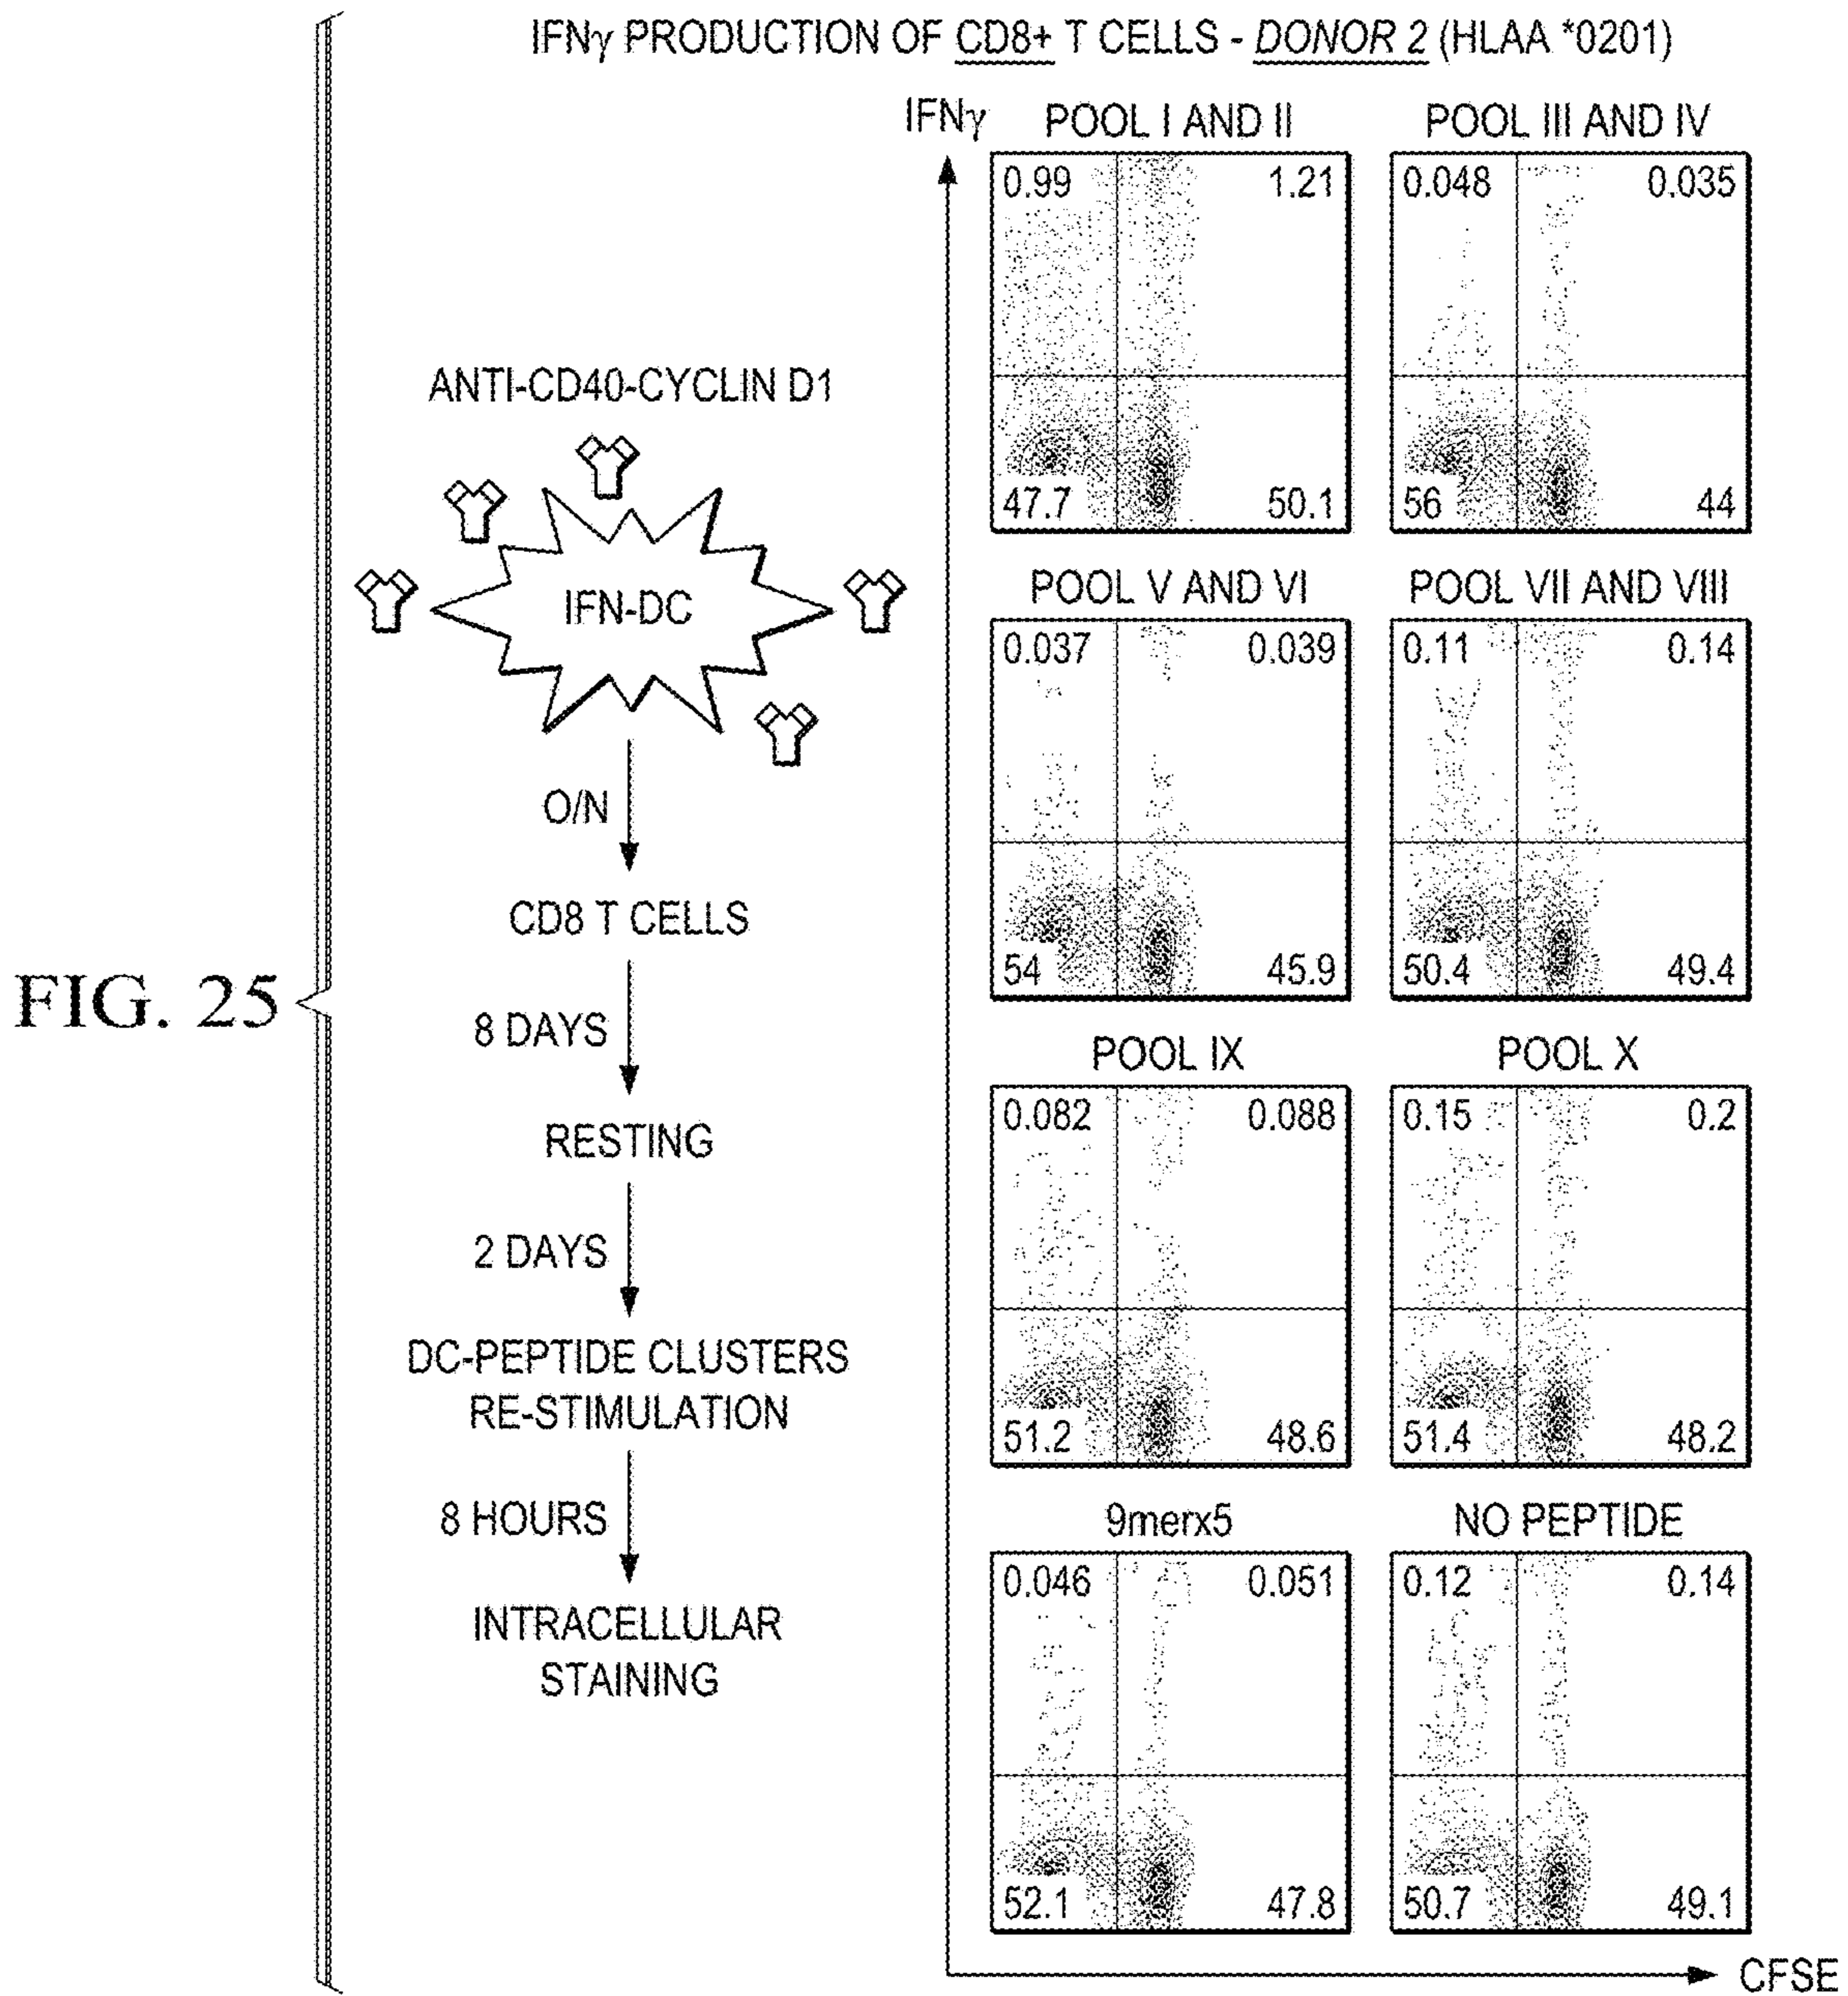 IFNγ PRODUCTION OF CD8+ T CELLS - DONOR 2 (HLAA *0201)
FIG. 25
ANTI-CD40-CYCLIN D1
IFN-DC
O/N
CD8 T CELLS
8 DAYS
RESTING
2 DAYS
DC-PEPTIDE CLUSTERS
RE-STIMULATION
8 HOURS
INTRACELLULAR
STAINING
IFNγ
POOL I AND II
0.99 1.21
47.7 50.1
POOL III AND IV
0.048 0.035
56 44
POOL V AND VI
0.037 0.039
54 45.9
POOL VII AND VIII
0.11 0.14
50.4 49.4
POOL IX
0.082 0.088
51.2 48.6
POOL X
0.15 0.2
51.4 48.2
9merx5
0.046 0.051
52.1 47.8
NO PEPTIDE
0.12 0.14
50.7 49.1
CFSE